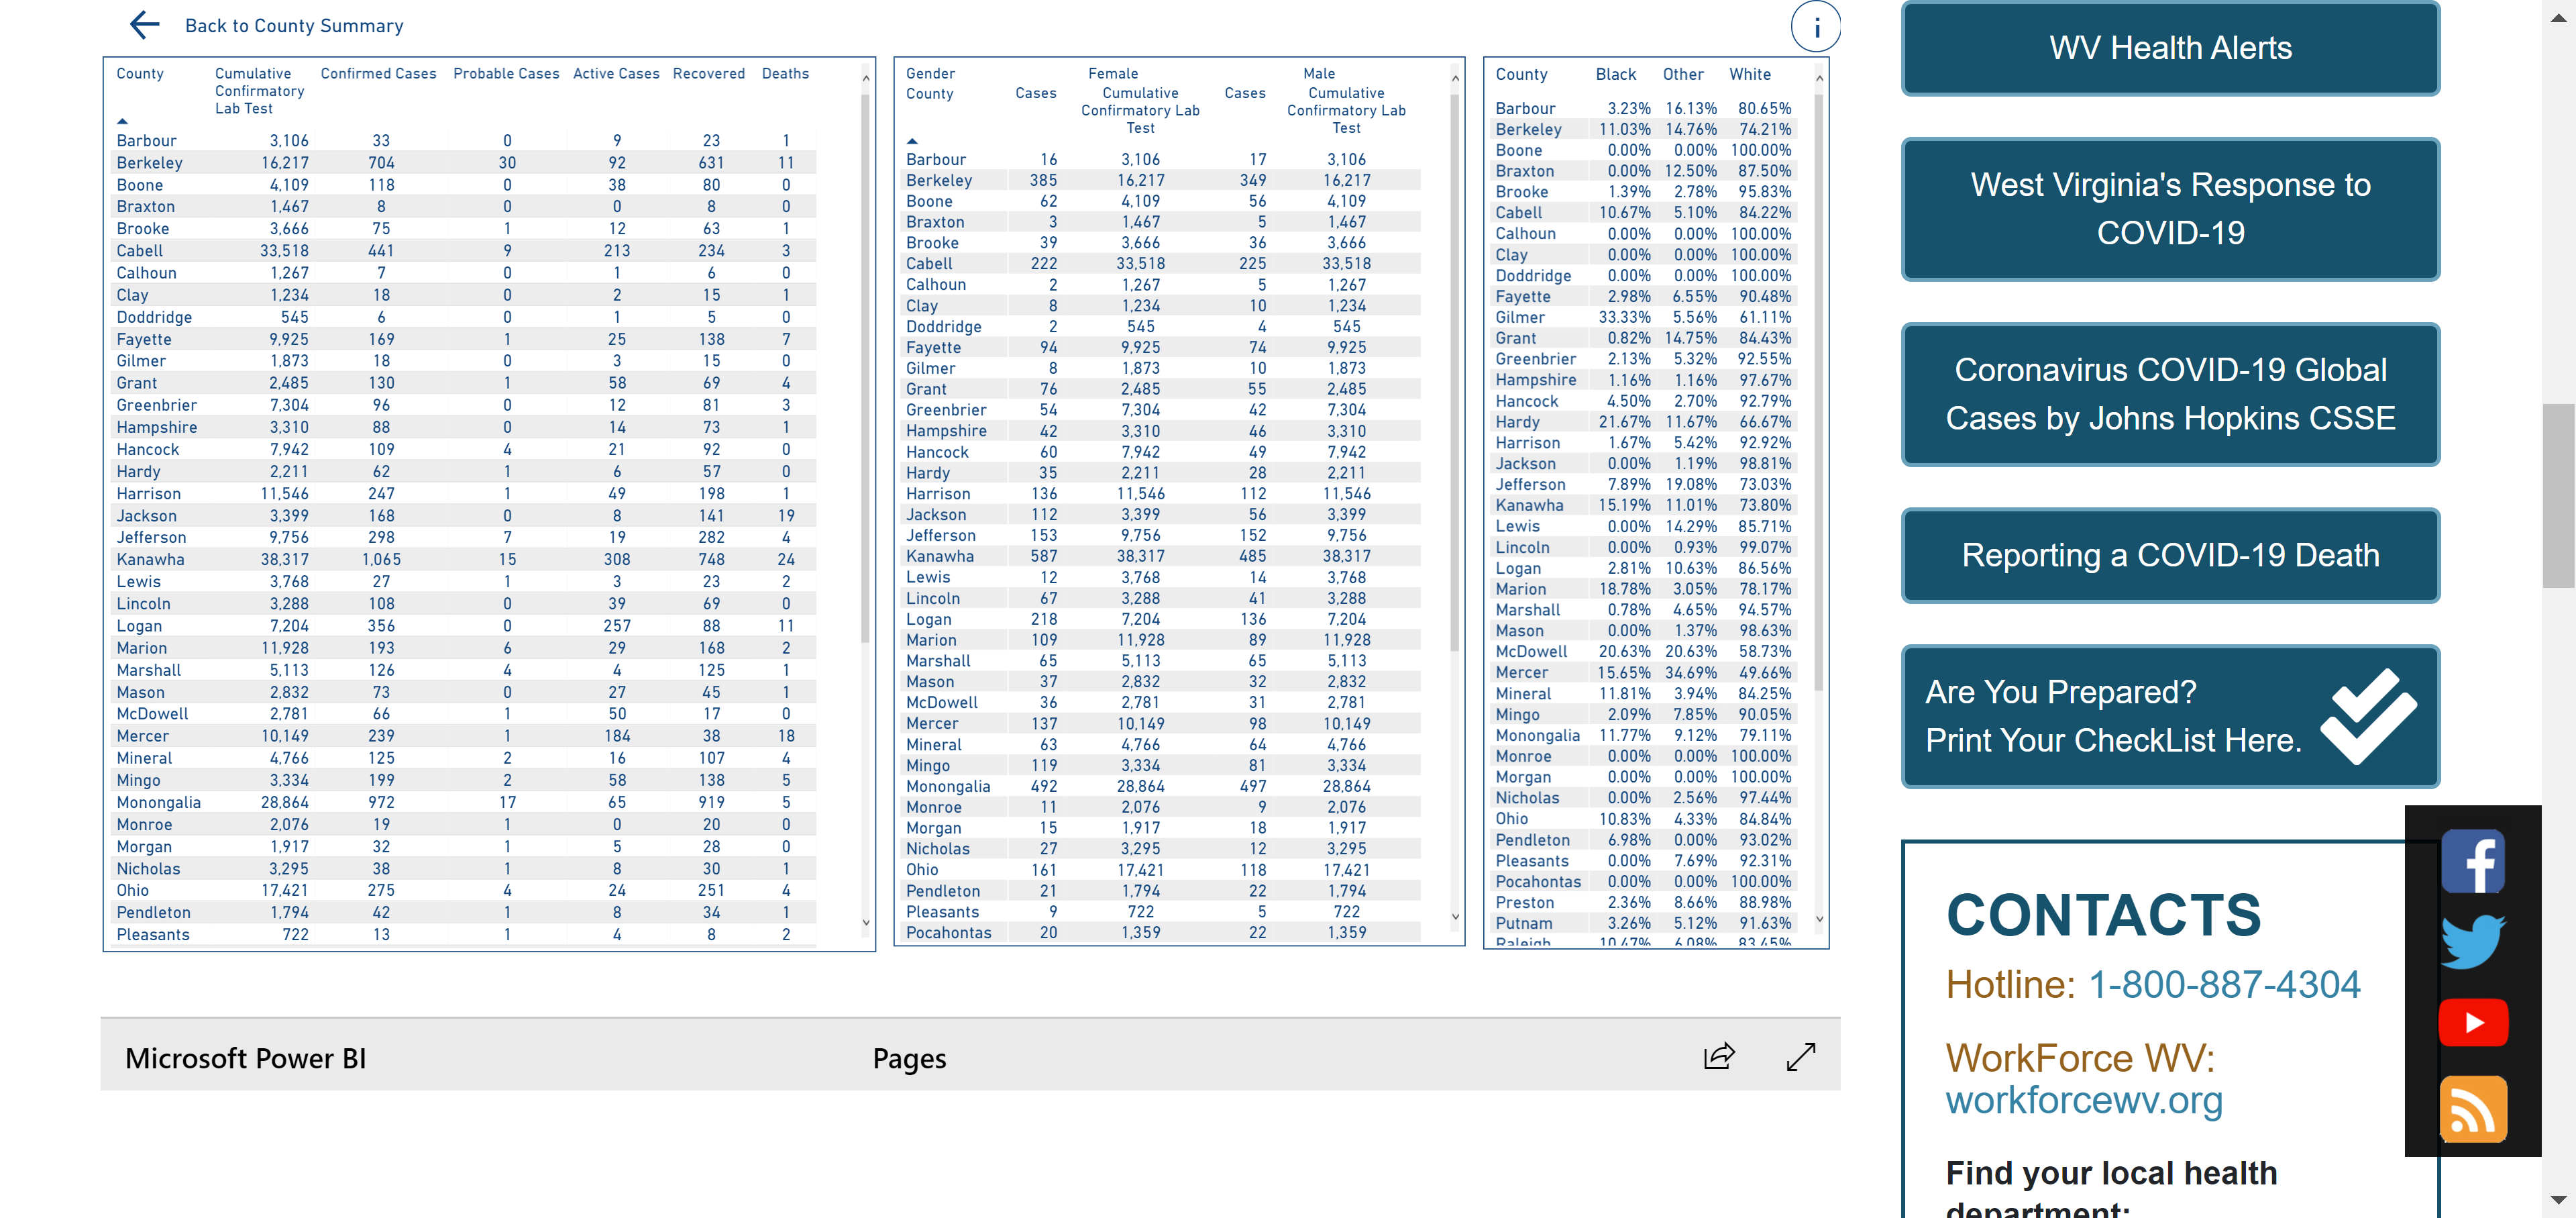 Back to County Summary
i
County Cumulative Confirmatory Lab Test Confirmed Cases Probable Cases Active Cases Recovered Deaths
Barbour 3,106 33 0 9 23 1
Berkeley 16,217 704 30 92 631 11
Boone 4,109 118 0 38 80 0
Braxton 1,467 8 0 0 8 0
Brooke 3,666 75 1 12 63 1
Cabell 33,518 441 9 213 234 3
Calhoun 1,267 7 0 1 6 0
Clay 1,234 18 0 2 15 1
Doddridge 545 6 0 1 5 0
Fayette 9,925 169 1 25 138 7
Gilmer 1,873 18 0 3 15 0
Grant 2,485 130 1 58 69 4
Greenbrier 7,304 96 0 12 81 3
Hampshire 3,310 88 0 14 73 1
Hancock 7,942 109 4 21 92 0
Hardy 2,211 62 1 6 57 0
Harrison 11,546 247 1 49 198 1
Jackson 3,399 168 0 8 141 19
Jefferson 9,756 298 7 19 282 4
Kanawha 38,317 1,065 15 308 748 24
Lewis 3,768 27 1 3 23 2
Lincoln 3,288 108 0 39 69 0
Logan 7,204 356 0 257 88 11
Marion 11,928 193 6 29 168 2
Marshall 5,113 126 4 4 125 1
Mason 2,832 73 0 27 45 1
McDowell 2,781 66 1 50 17 0
Mercer 10,149 239 1 184 38 18
Mineral 4,766 125 2 16 107 4
Mingo 3,334 199 2 58 138 5
Monongalia 28,864 972 17 65 919 5
Monroe 2,076 19 1 0 20 0
Morgan 1,917 32 1 5 28 0
Nicholas 3,295 38 1 8 30 1
Ohio 17,421 275 4 24 251 4
Pendleton 1,794 42 1 8 34 1
Pleasants 722 13 1 4 8 2
Gender Female Male
County Cases Cumulative Confirmatory Lab Test Cases Cumulative Confirmatory Lab Test
Barbour 16 3,106 17 3,106
Berkeley 385 16,217 349 16,217
Boone 62 4,109 56 4,109
Braxton 3 1,467 5 1,467
Brooke 39 3,666 36 3,666
Cabell 222 33,518 225 33,518
Calhoun 2 1,267 5 1,267
Clay 8 1,234 10 1,234
Doddridge 2 545 4 545
Fayette 94 9,925 74 9,925
Gilmer 8 1,873 10 1,873
Grant 76 2,485 55 2,485
Greenbrier 54 7,304 42 7,304
Hampshire 42 3,310 46 3,310
Hancock 60 7,942 49 7,942
Hardy 35 2,211 28 2,211
Harrison 136 11,546 112 11,546
Jackson 112 3,399 56 3,399
Jefferson 153 9,756 152 9,756
Kanawha 587 38,317 485 38,317
Lewis 12 3,768 14 3,768
Lincoln 67 3,288 41 3,288
Logan 218 7,204 136 7,204
Marion 109 11,928 89 11,928
Marshall 65 5,113 65 5,113
Mason 37 2,832 32 2,832
McDowell 36 2,781 31 2,781
Mercer 137 10,149 98 10,149
Mineral 63 4,766 64 4,766
Mingo 119 3,334 81 3,334
Monongalia 492 28,864 497 28,864
Monroe 11 2,076 9 2,076
Morgan 15 1,917 18 1,917
Nicholas 27 3,295 12 3,295
Ohio 161 17,421 118 17,421
Pendleton 21 1,794 22 1,794
Pleasants 9 722 5 722
Pocahontas 20 1,359 22 1,359
County Black Other White
Barbour 3.23% 16.13% 80.65%
Berkeley 11.03% 14.76% 74.21%
Boone 0.00% 0.00% 100.00%
Braxton 0.00% 12.50% 87.50%
Brooke 1.39% 2.78% 95.83%
Cabell 10.67% 5.10% 84.22%
Calhoun 0.00% 0.00% 100.00%
Clay 0.00% 0.00% 100.00%
Doddridge 0.00% 0.00% 100.00%
Fayette 2.98% 6.55% 90.48%
Gilmer 33.33% 5.56% 61.11%
Grant 0.82% 14.75% 84.43%
Greenbrier 2.13% 5.32% 92.55%
Hampshire 1.16% 1.16% 97.67%
Hancock 4.50% 2.70% 92.79%
Hardy 21.67% 11.67% 66.67%
Harrison 1.67% 5.42% 92.92%
Jackson 0.00% 1.19% 98.81%
Jefferson 7.89% 19.08% 73.03%
Kanawha 15.19% 11.01% 73.80%
Lewis 0.00% 14.29% 85.71%
Lincoln 0.00% 0.93% 99.07%
Logan 2.81% 10.63% 86.56%
Marion 18.78% 3.05% 78.17%
Marshall 0.78% 4.65% 94.57%
Mason 0.00% 1.37% 98.63%
McDowell 20.63% 20.63% 58.73%
Mercer 15.65% 34.69% 49.66%
Mineral 11.81% 3.94% 84.25%
Mingo 2.09% 7.85% 90.05%
Monongalia 11.77% 9.12% 79.11%
Monroe 0.00% 0.00% 100.00%
Morgan 0.00% 0.00% 100.00%
Nicholas 0.00% 2.56% 97.44%
Ohio 10.83% 4.33% 84.84%
Pendleton 6.98% 0.00% 93.02%
Pleasants 0.00% 7.69% 92.31%
Pocahontas 0.00% 0.00% 100.00%
Preston 2.36% 8.66% 88.98%
Putnam 3.26% 5.12% 91.63%
Raleigh 10.47% 6.08% 83.45%
Microsoft Power BI Pages
WV Health Alerts
West Virginia's Response to
COVID-19
Coronavirus COVID-19 Global
Cases by Johns Hopkins CSSE
Reporting a COVID-19 Death
Are You Prepared?
Print Your CheckList Here.
CONTACTS
Hotline: 1-800-887-4304
WorkForce WV:
workforcewv.org
Find your local health
department: